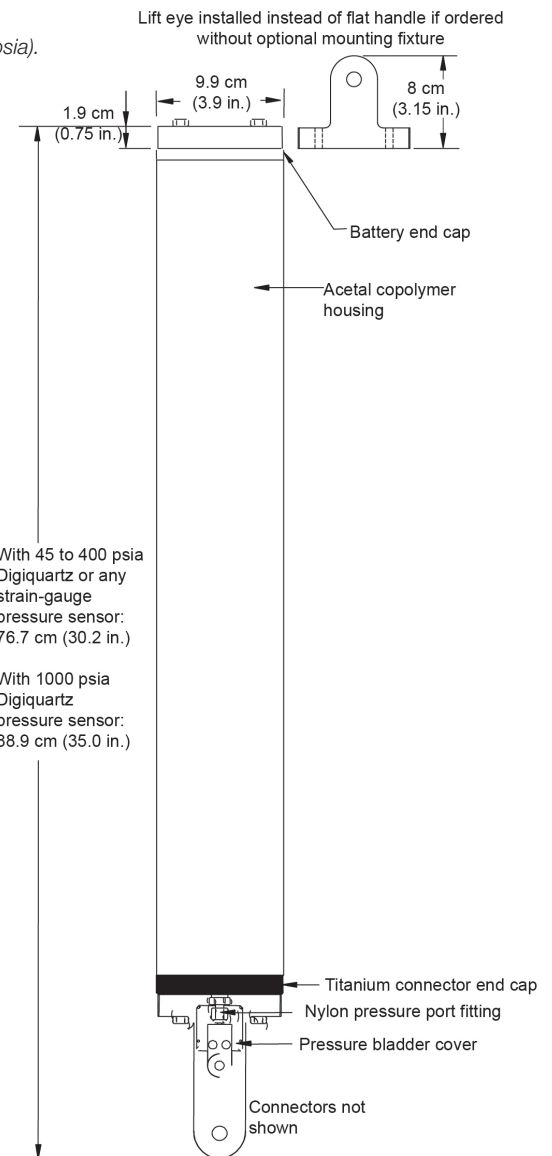 Lift eye installed instead of flat handle if ordered
without optional mounting fixture
osia).
9.9 cm
(3.9 in.)
8 cm
(3.15 in.)
1.9 cm
(0.75 in.)
Battery end cap
Acetal copolymer
housing
With 45 to 400 psia
Digiquartz or any
strain-gauge
pressure sensor:
76.7 cm (30.2 in.)
With 1000 psia
Digiquartz
pressure sensor:
88.9 cm (35.0 in.)
Titanium connector end cap
Nylon pressure port fitting
Pressure bladder cover
Connectors not
shown